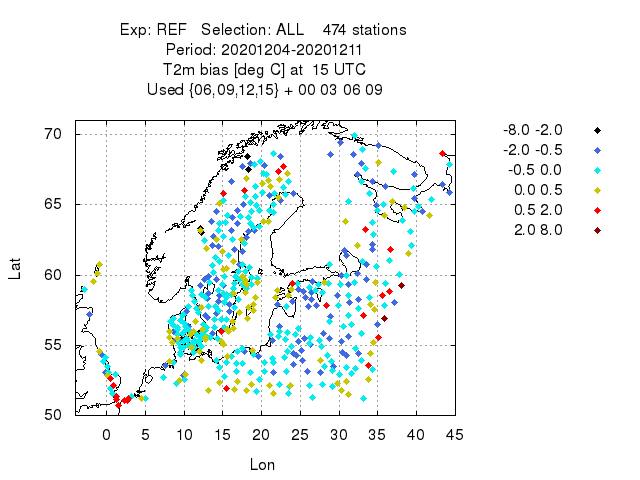 Exp: REF Selection: ALL 474 stations
Period: 20201204-20201211
T2m bias [deg C] at 15 UTC
Used {06,09,12,15} + 00 03 06 09
-8.0 -2.0
-2.0 -0.5
-0.5 0.0
0.0 0.5
0.5 2.0
2.0 8.0
70
65
60
55
50
Lat
0 5 10 15 20 25 30 35 40 45
Lon